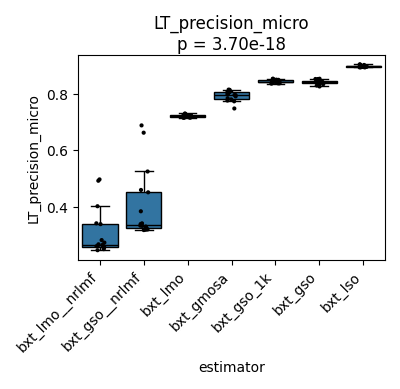 LT_precision_micro
p = 3.70e-18
LT_precision_micro
0.8
0.6
0.4
bxt_lmo__nrlmf
bxt_gso__nrlmf
bxt_lmo
bxt_gmosa
bxt_gso_1k
bxt_gso
bxt_lso
estimator